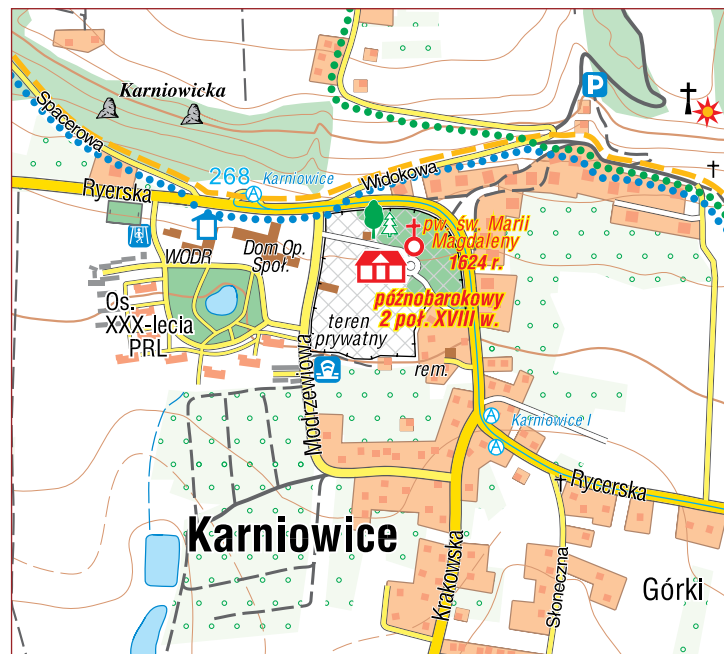 P
Karniowicka
Spacerowa
268
Karniowice
Widokowa
Ryerska
A
pw. św. Marii
Magdaleny
1624 r.
WODR
Dom Op.
Społ.
późnobarokowy
2 poł. XVIII w.
Os.
XXX-lecia
PRL
teren
prywatny
Modrzewiowa
rem.
A
Karniowice I
A
Rycerska
Karniowice
Krakowska
Słoneczna
Górki